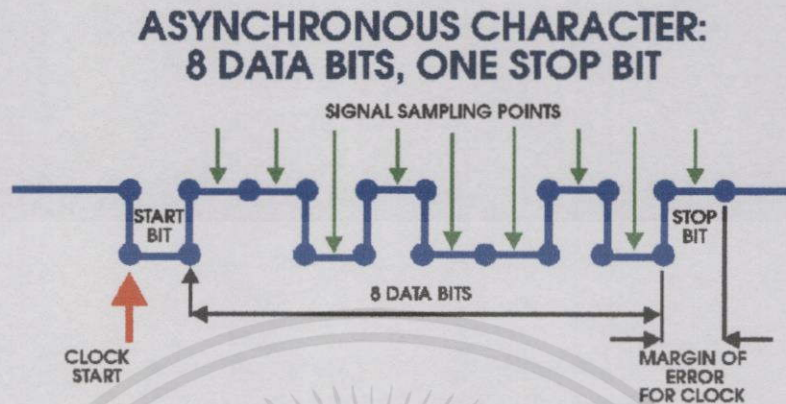 ASYNCHRONOUS CHARACTER:
8 DATA BITS, ONE STOP BIT
SIGNAL SAMPLING POINTS
START
BIT
STOP
BIT
8 DATA BITS
CLOCK
START
MARGIN OF
ERROR
FOR CLOCK